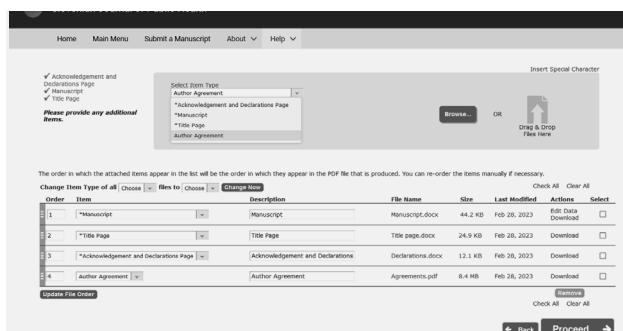 Home Main Menu Submit a Manuscript About Help
Insert Special Character
✓ Acknowledgement and
Declarations Page
✓ Manuscript
✓ Title Page
Please provide any additional
items.
Select Item Type
Author Agreement
*Acknowledgement and Declarations Page
*Manuscript
*Title Page
Author Agreement
Browse...
OR
Drag & Drop
Files Here
The order in which the attached items appear in the list will be the order in which they appear in the PDF file that is produced. You can re-order the items manually if necessary.
Change Item Type of all Choose files to Choose Change Now
Check All Clear All
Order Item Description File Name Size Last Modified Actions Select
1 *Manuscript Manuscript Manuscript.docx 44.2 KB Feb 28, 2023 Edit Data Download
2 *Title Page Title Page Title page.docx 24.9 KB Feb 28, 2023 Download
3 *Acknowledgement and Declarations Page Acknowledgement and Declarations Declarations.docx 12.1 KB Feb 28, 2023 Download
4 Author Agreement Author Agreement Agreements.pdf 8.4 MB Feb 28, 2023 Download
Update File Order
Remove
Check All Clear All
← Back Proceed →